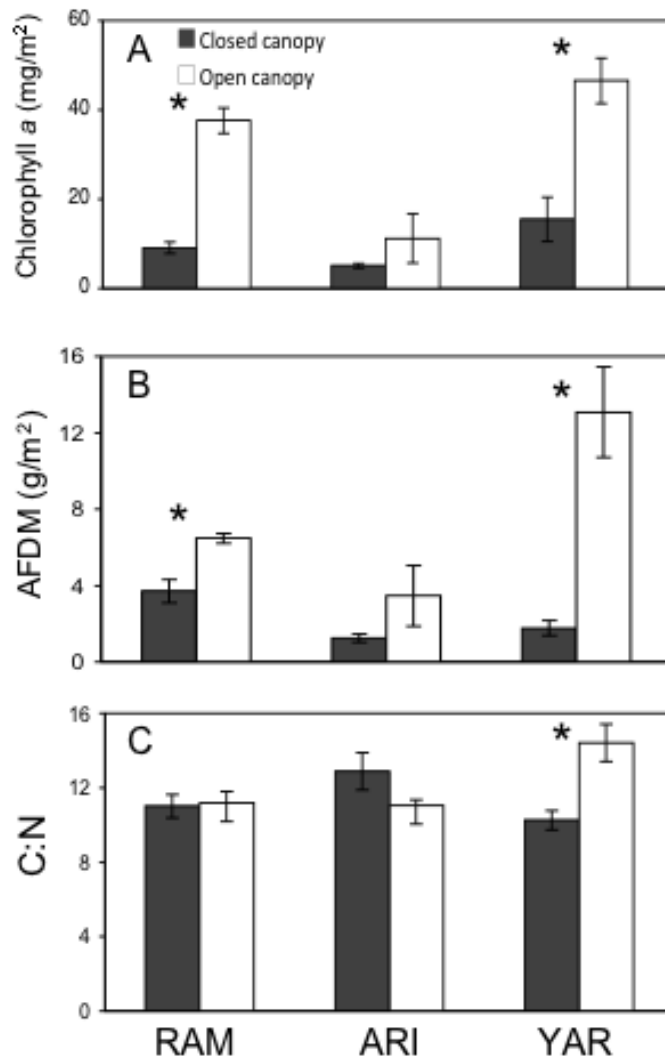 60
40
20
0
Chlorophyll a (mg/m²)
A
Closed canopy
Open canopy
*
*
16
12
8
4
0
AFDM (g/m²)
B
*
*
16
12
8
4
0
C:N
C
*
RAM ARI YAR